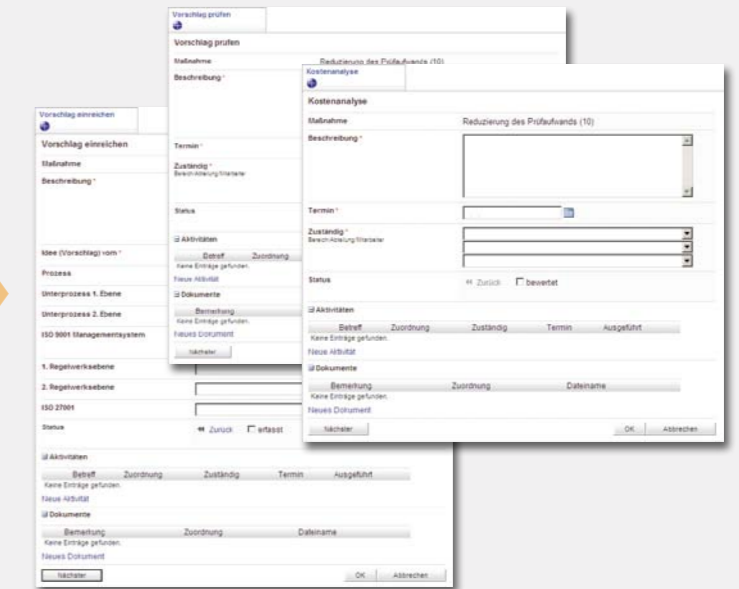 Vorschlag prüfen
Vorschlag prüfen
Maßnahme Reduzierung des Prüfaufwands (10)
Beschreibung *
Termin *
Zuständig *
Bereich/Abteilung/Mitarbeiter
Status
Aktivitäten
Betreff Zuordnung
Keine Einträge gefunden.
Neue Aktivität
Dokumente
Bemerkung
Keine Einträge gefunden.
Neues Dokument
Nächster
Kostenanalyse
Kostenanalyse
Maßnahme Reduzierung des Prüfaufwands (10)
Beschreibung *
Termin *
Zuständig *
Bereich/Abteilung/Mitarbeiter
Status Zurück bewertet
Aktivitäten
Betreff Zuordnung Zuständig Termin Ausgeführt
Keine Einträge gefunden.
Neue Aktivität
Dokumente
Bemerkung Zuordnung Dateiname
Keine Einträge gefunden.
Neues Dokument
Nächster OK Abbrechen
Vorschlag einreichen
Vorschlag einreichen
Maßnahme
Beschreibung *
Idee (Vorschlag) vom *
Prozess
Unterprozess 1. Ebene
Unterprozess 2. Ebene
ISO 9001 Managementsystem
1. Regelwerksebene
2. Regelwerksebene
ISO 27001
Status Zurück erfasst
Aktivitäten
Betreff Zuordnung Zuständig Termin Ausgeführt
Keine Einträge gefunden.
Neue Aktivität
Dokumente
Bemerkung Zuordnung Dateiname
Keine Einträge gefunden.
Neues Dokument
Nächster OK Abbrechen